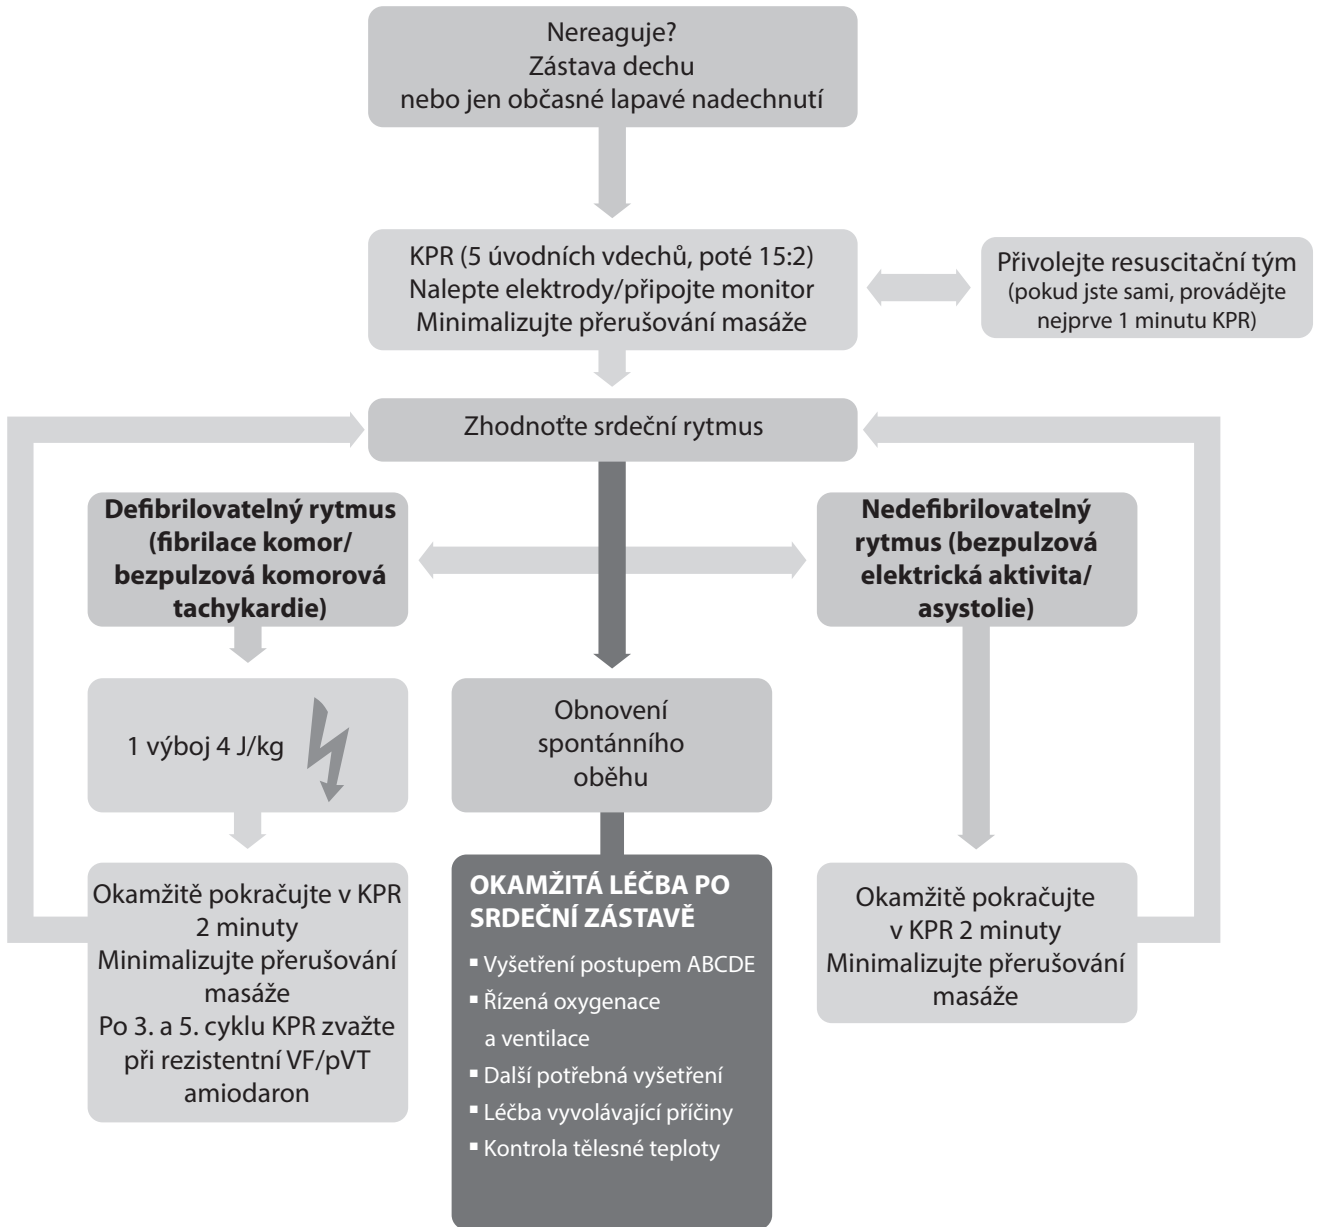 Nereaguje?
Zástava dechu
nebo jen občasné lapavé nadechnutí
KPR (5 úvodních vdechů, poté 15:2)
Nalepte elektrody/připojte monitor
Minimalizujte přerušování masáže
Přivolejte resuscitační tým
(pokud jste sami, provádějte
nejprve 1 minutu KPR)
Zhodnoťte srdeční rytmus
Defibrilovatelný rytmus
(fibrilace komor/
bezpulzová komorová
tachykardie)
Nedefibrilovatelný
rytmus (bezpulzová
elektrická aktivita/
asystolie)
1 výboj 4 J/kg
Obnovení
spontánního
oběhu
Okamžitě pokračujte v KPR
2 minuty
Minimalizujte přerušování
masáže
Po 3. a 5. cyklu KPR zvažte
při rezistentní VF/pVT
amiodaron
OKAMŽITÁ LÉČBA PO
SRDEČNÍ ZÁSTAVĚ
▪ Vyšetření postupem ABCDE
▪ Řízená oxygenace
a ventilace
▪ Další potřebná vyšetření
▪ Léčba vyvolávající příčiny
▪ Kontrola tělesné teploty
Okamžitě pokračujte
v KPR 2 minuty
Minimalizujte přerušování
masáže